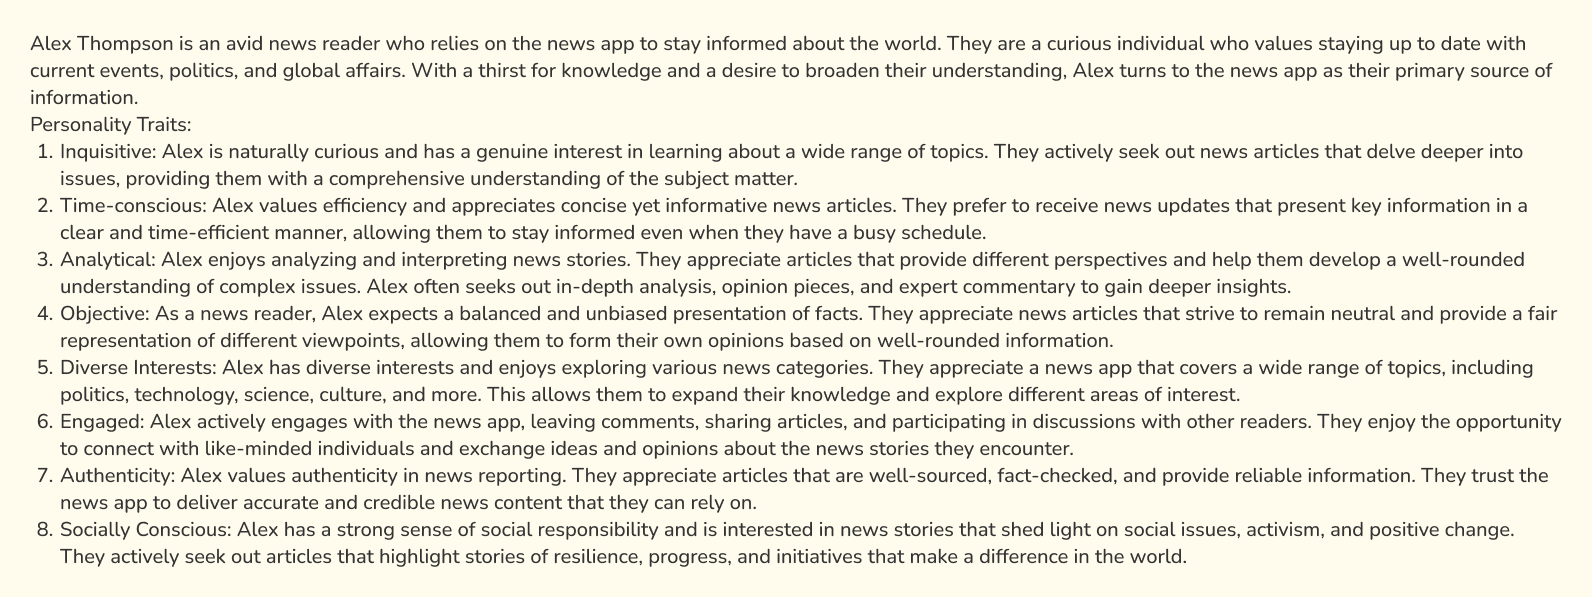 Alex Thompson is an avid news reader who relies on the news app to stay informed about the world. They are a curious individual who values staying up to date with
current events, politics, and global affairs. With a thirst for knowledge and a desire to broaden their understanding, Alex turns to the news app as their primary source of
information.
Personality Traits:
1. Inquisitive: Alex is naturally curious and has a genuine interest in learning about a wide range of topics. They actively seek out news articles that delve deeper into
issues, providing them with a comprehensive understanding of the subject matter.
2. Time-conscious: Alex values efficiency and appreciates concise yet informative news articles. They prefer to receive news updates that present key information in a
clear and time-efficient manner, allowing them to stay informed even when they have a busy schedule.
3. Analytical: Alex enjoys analyzing and interpreting news stories. They appreciate articles that provide different perspectives and help them develop a well-rounded
understanding of complex issues. Alex often seeks out in-depth analysis, opinion pieces, and expert commentary to gain deeper insights.
4. Objective: As a news reader, Alex expects a balanced and unbiased presentation of facts. They appreciate news articles that strive to remain neutral and provide a fair
representation of different viewpoints, allowing them to form their own opinions based on well-rounded information.
5. Diverse Interests: Alex has diverse interests and enjoys exploring various news categories. They appreciate a news app that covers a wide range of topics, including
politics, technology, science, culture, and more. This allows them to expand their knowledge and explore different areas of interest.
6. Engaged: Alex actively engages with the news app, leaving comments, sharing articles, and participating in discussions with other readers. They enjoy the opportunity
to connect with like-minded individuals and exchange ideas and opinions about the news stories they encounter.
7. Authenticity: Alex values authenticity in news reporting. They appreciate articles that are well-sourced, fact-checked, and provide reliable information. They trust the
news app to deliver accurate and credible news content that they can rely on.
8. Socially Conscious: Alex has a strong sense of social responsibility and is interested in news stories that shed light on social issues, activism, and positive change.
They actively seek out articles that highlight stories of resilience, progress, and initiatives that make a difference in the world.